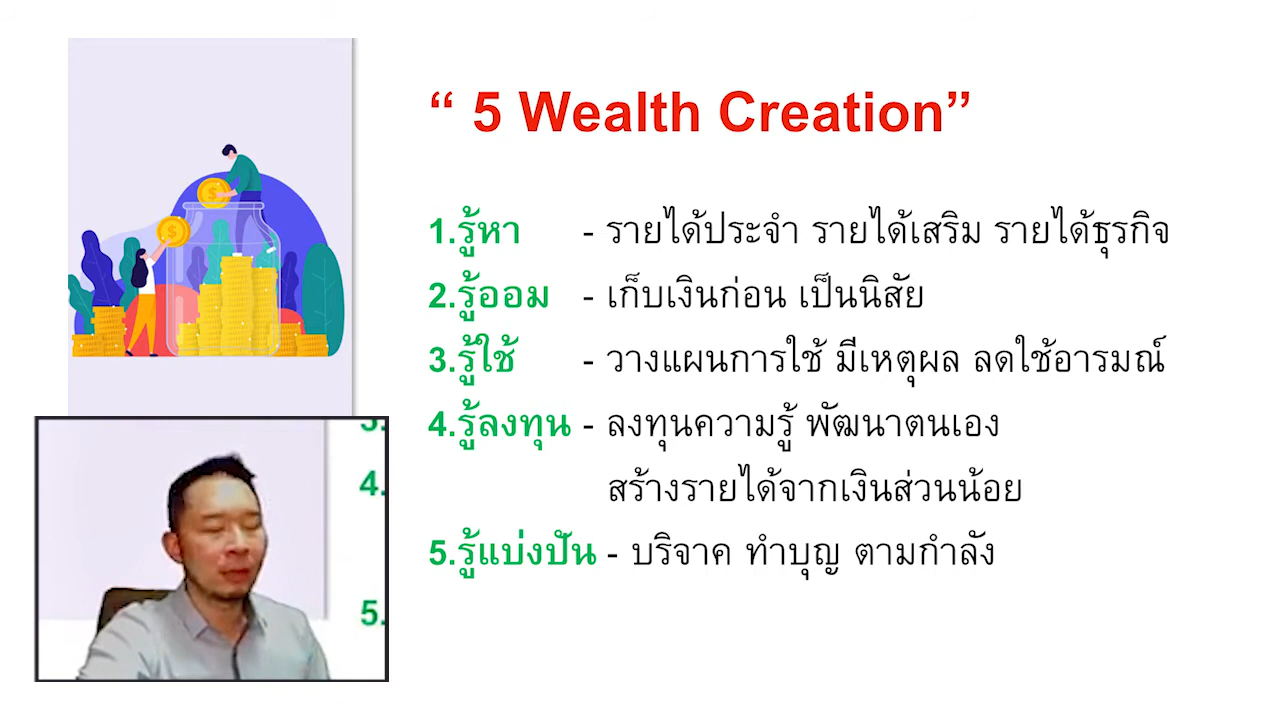 “ 5 Wealth Creation”
1.รู้หา - รายได้ประจำ รายได้เสริม รายได้ธุรกิจ
2.รู้ออม - เก็บเงินก่อน เป็นนิสัย
3.รู้ใช้ - วางแผนการใช้ มีเหตุผล ลดใช้อารมณ์
4.รู้ลงทุน - ลงทุนความรู้ พัฒนาตนเอง
สร้างรายได้จากเงินส่วนน้อย
5.รู้แบ่งปัน - บริจาค ทำบุญ ตามกำลัง
3.
4.
5.